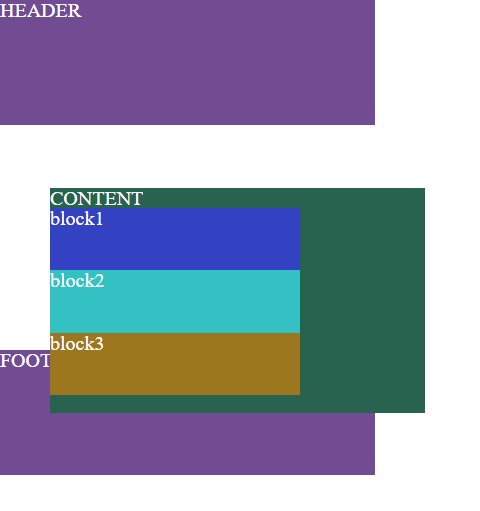 HEADER
CONTENT
block1
block2
block3
FOOT